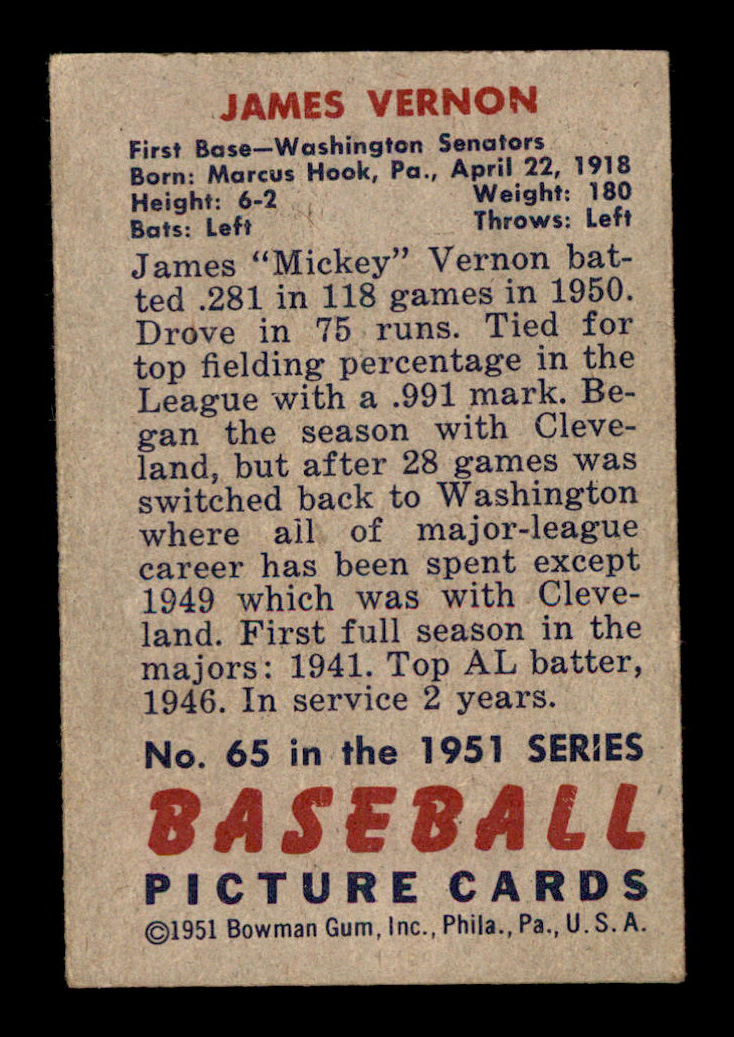 JAMES VERNON
First Base—Washington Senators
Born: Marcus Hook, Pa., April 22, 1918
Height: 6-2 Weight: 180
Bats: Left Throws: Left
James “Mickey” Vernon bat-
ted .281 in 118 games in 1950.
Drove in 75 runs. Tied for
top fielding percentage in the
League with a .991 mark. Be-
gan the season with Cleve-
land, but after 28 games was
switched back to Washington
where all of major-league
career has been spent except
1949 which was with Cleve-
land. First full season in the
majors: 1941. Top AL batter,
1946. In service 2 years.
No. 65 in the 1951 SERIES
BASEBALL
PICTURE CARDS
©1951 Bowman Gum, Inc., Phila., Pa., U. S. A.